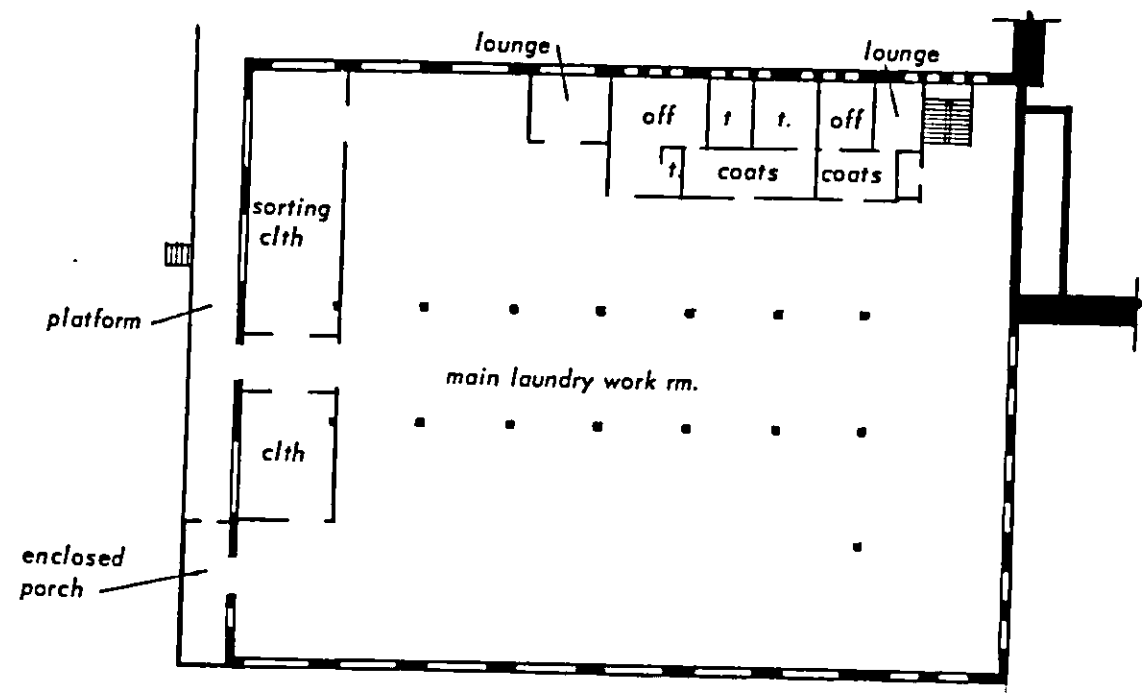 lounge
lounge
off
t
t.
off
t.
coats
coats
sorting
clth
platform
main laundry work rm.
clth
enclosed
porch